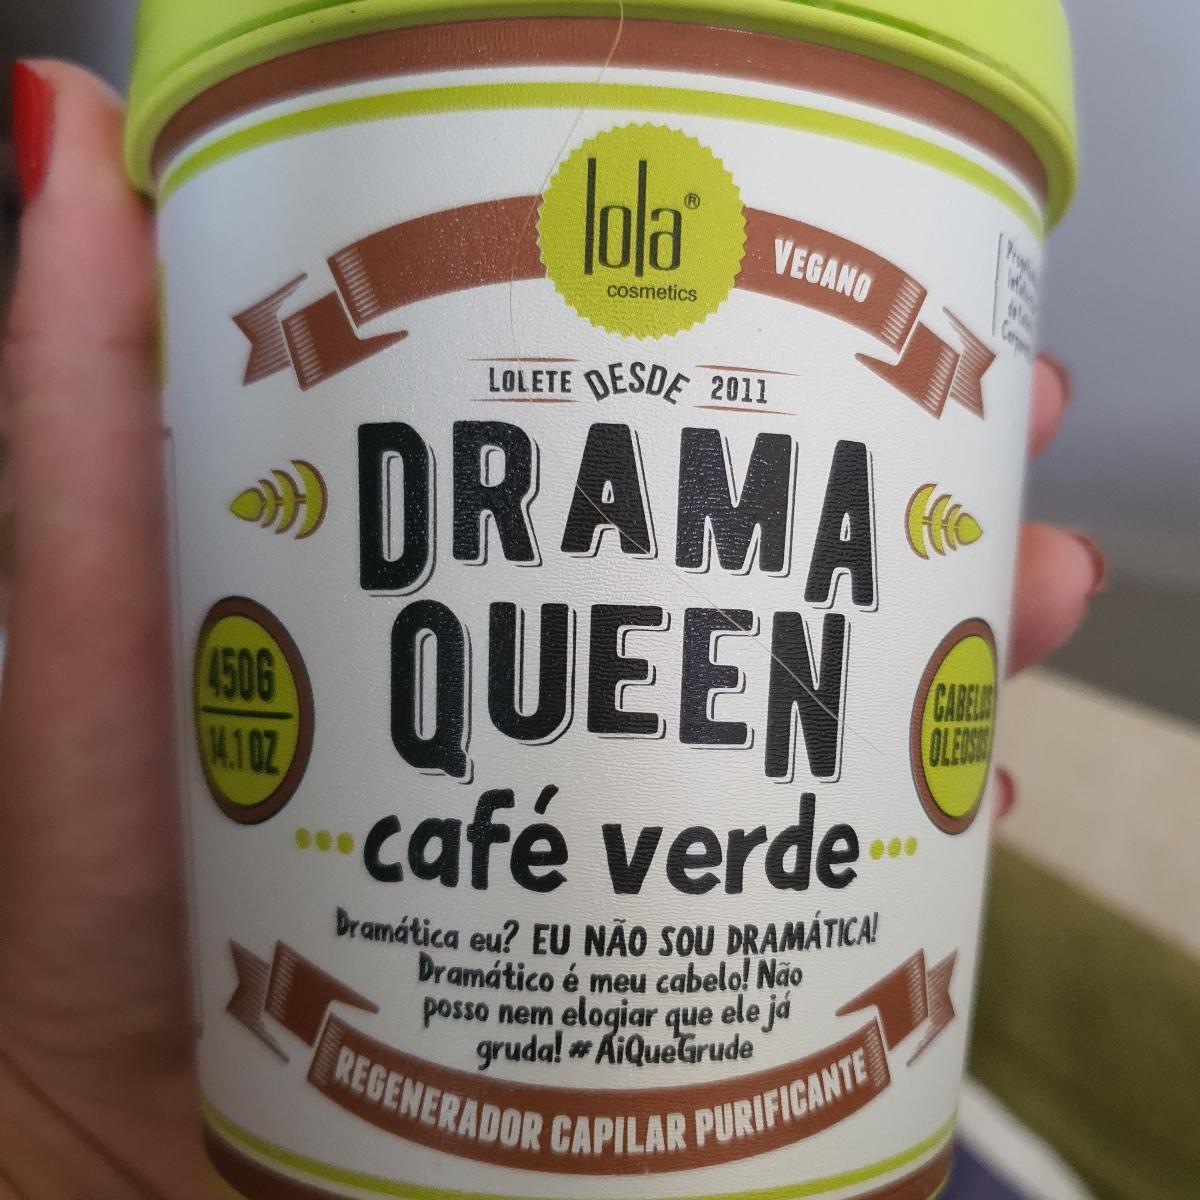 lola®
cosmetics
VEGANO
LOLETE DESDE 2011
DRAMA
QUEEN
450G
14.1 OZ
CABELOS
OLEOSOS
café verde
Dramática eu? EU NÃO SOU DRAMÁTICA!
Dramático é meu cabelo! Não
posso nem elogiar que ele já
gruda! #AiQueGrude
REGENERADOR CAPILAR PURIFICANTE